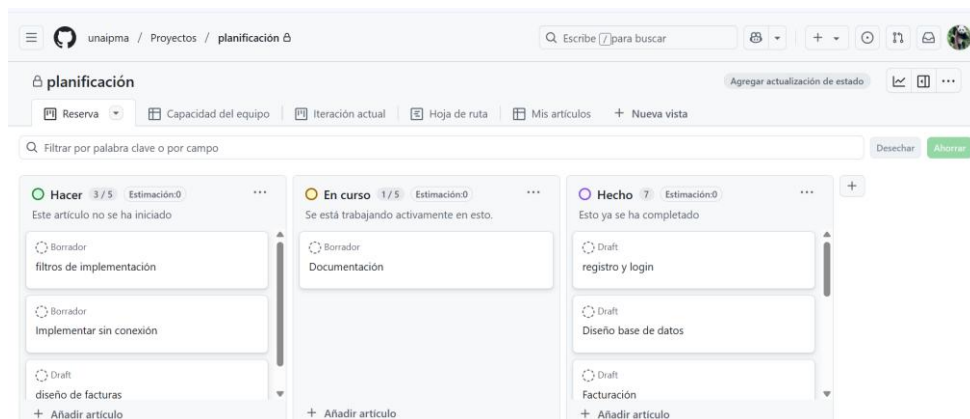 unaipma / Proyectos / planificación
Escribe / para buscar
planificación
Agregar actualización de estado
Reserva
Capacidad del equipo
Iteración actual
Hoja de ruta
Mis artículos
+ Nueva vista
Filtrar por palabra clave o por campo
Desechar
Ahorrar
Hacer 3 / 5 Estimación:0
Este artículo no se ha iniciado
Borrador
filtros de implementación
Borrador
Implementar sin conexión
Draft
diseño de facturas
+ Añadir artículo
En curso 1 / 5 Estimación:0
Se está trabajando activamente en esto.
Borrador
Documentación
+ Añadir artículo
Hecho 7 Estimación:0
Esto ya se ha completado
Draft
registro y login
Draft
Diseño base de datos
Draft
Facturación
+ Añadir artículo